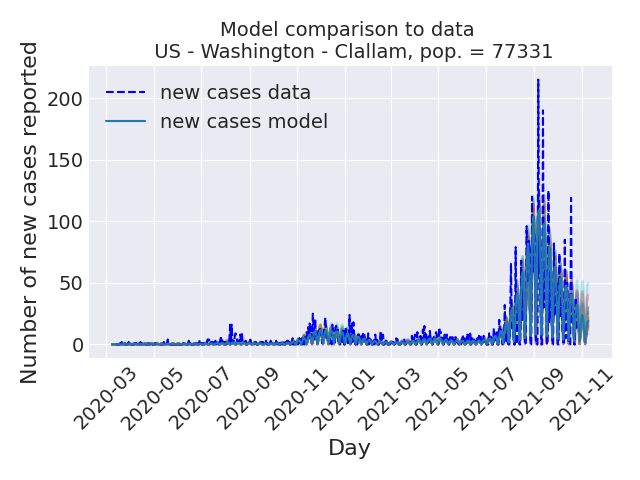 Model comparison to data
US - Washington - Clallam, pop. = 77331
Number of new cases reported
new cases data
new cases model
200
150
100
50
0
2020-03
2020-05
2020-07
2020-09
2020-11
2021-01
2021-03
2021-05
2021-07
2021-09
2021-11
Day